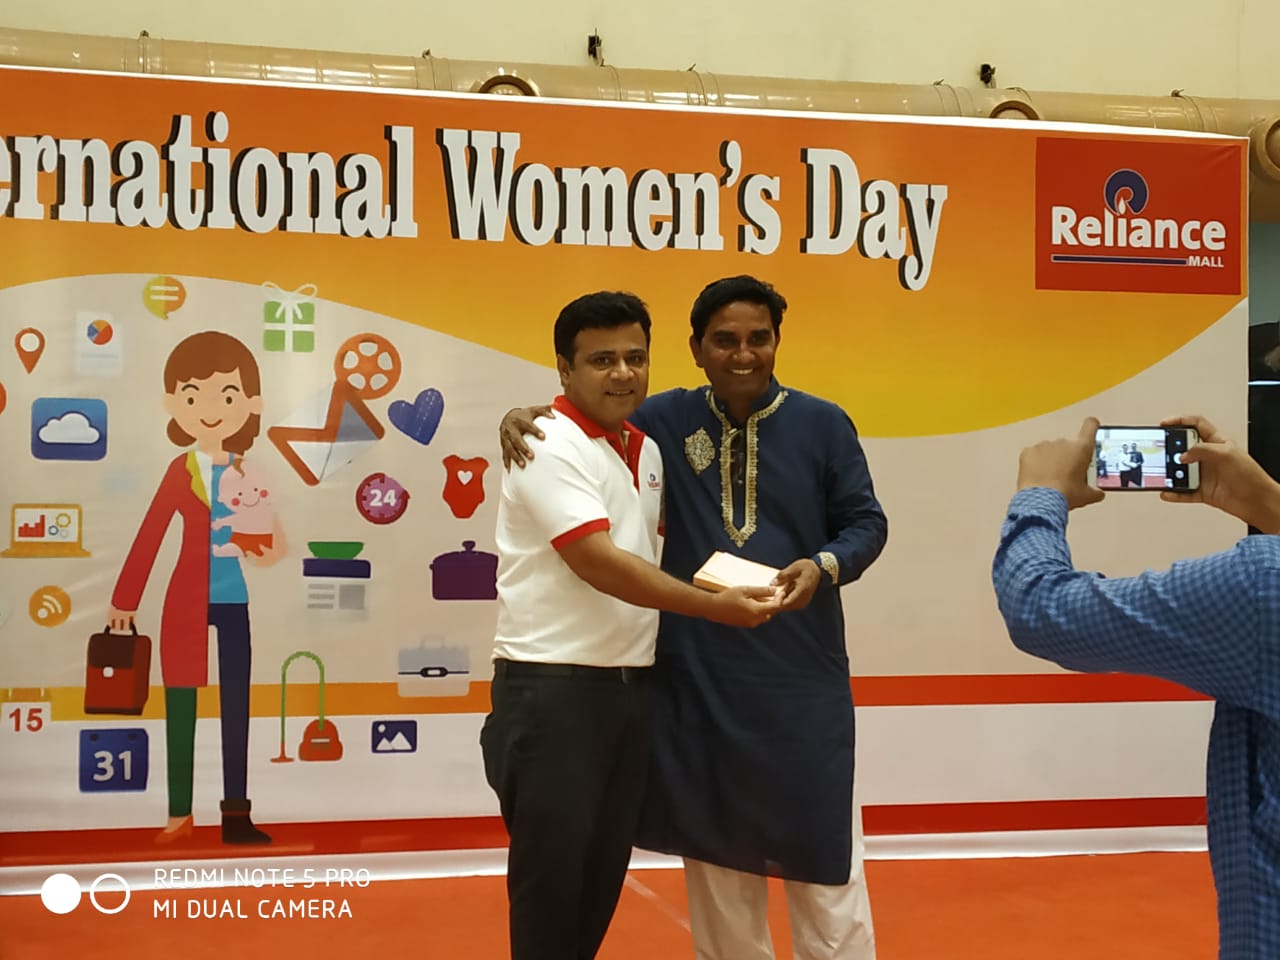 ernational Women's Day
Reliance
MALL
24
15
31
REDMI NOTE 5 PRO
MI DUAL CAMERA